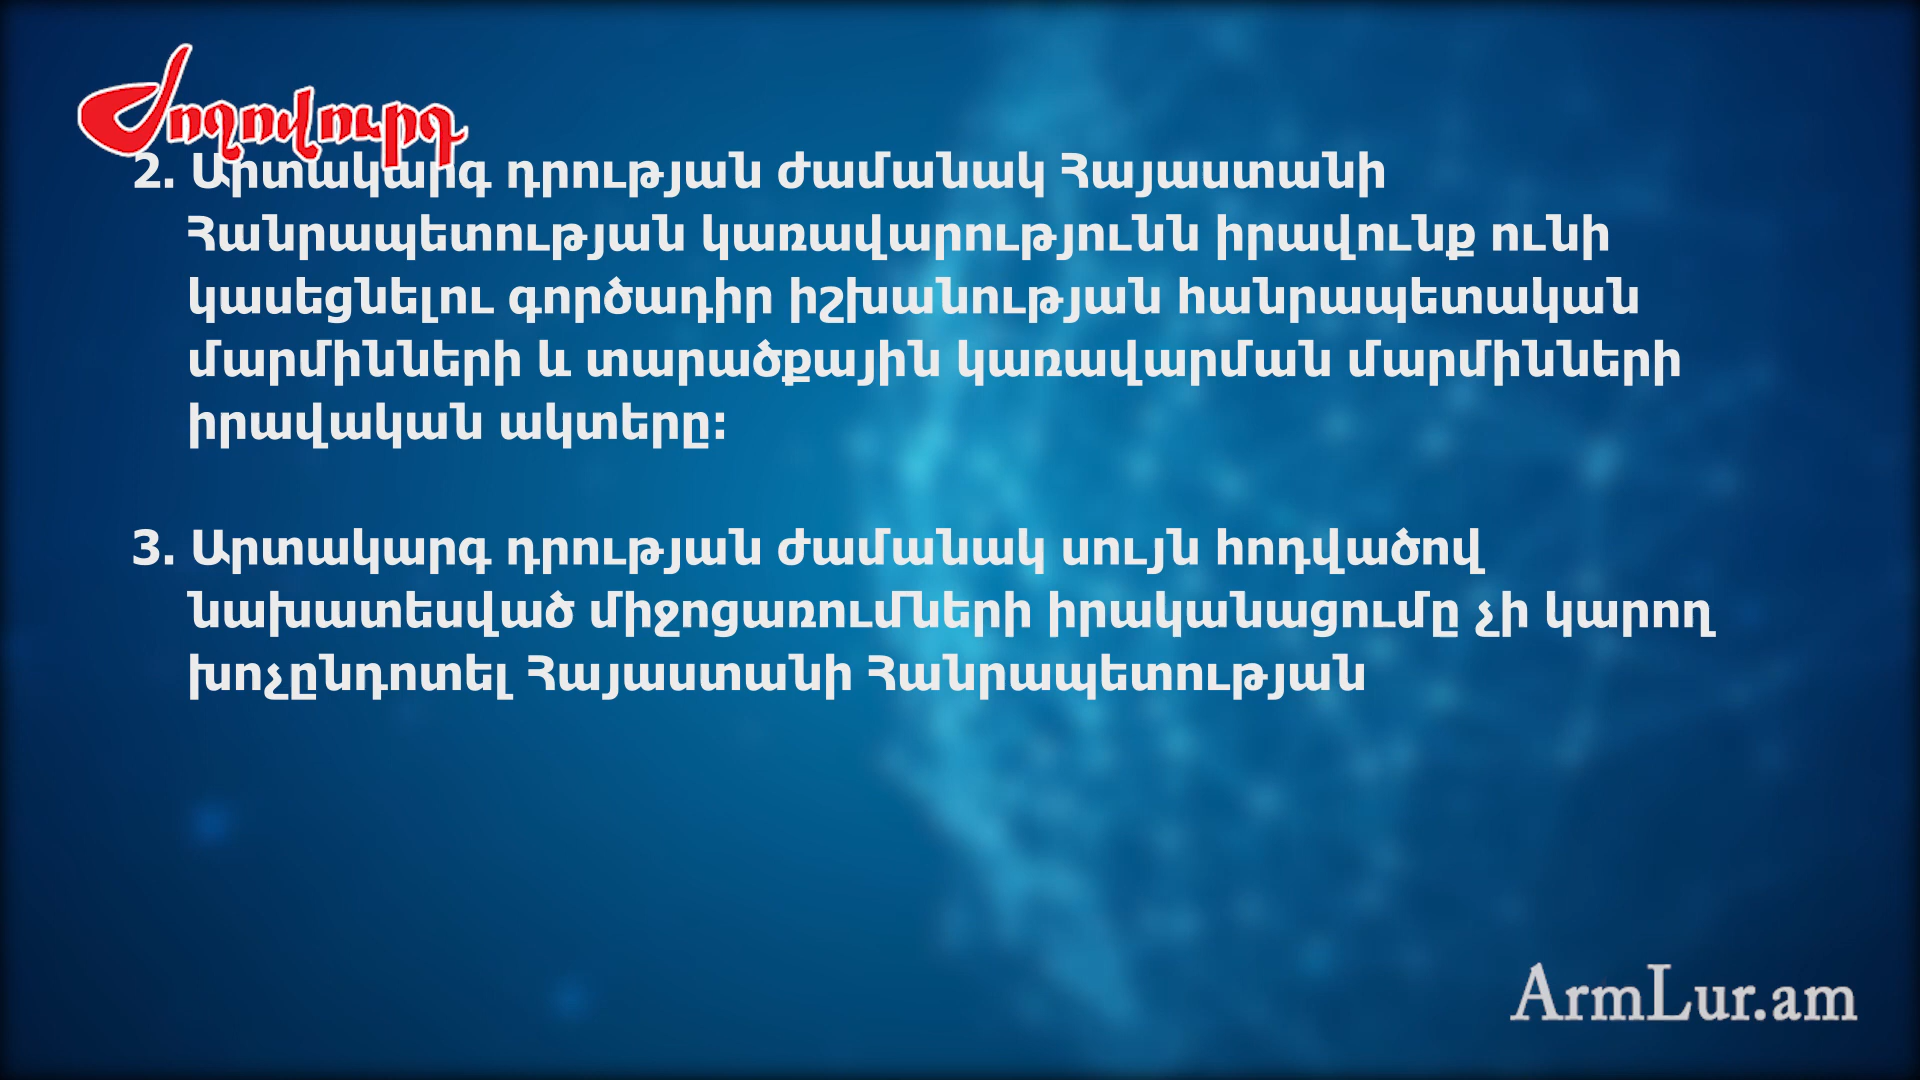 Ժողովուրդ
2. Արտակարգ դրության ժամանակ Հայաստանի
Հանրապետության կառավարությունն իրավունք ունի
կասեցնելու գործադիր իշխանության հանրապետական
մարմինների և տարածքային կառավարման մարմինների
իրավական ակտերը:
3. Արտակարգ դրության ժամանակ սույն հոդվածով
նախատեսված միջոցառումների իրականացումը չի կարող
խոչընդոտել Հայաստանի Հանրապետության
ArmLur.am